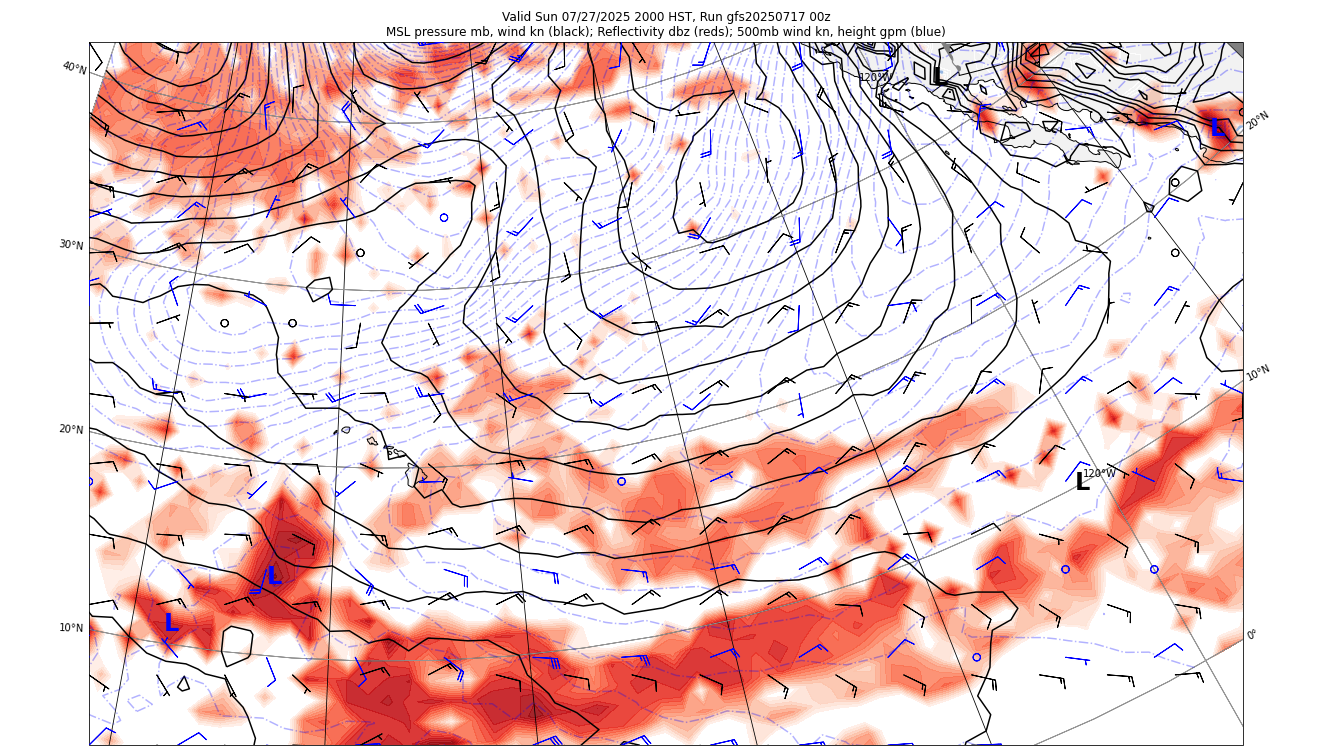 Valid Sun 07/27/2025 2000 HST, Run gfs20250717 00z
MSL pressure mb, wind kn (black); Reflectivity dbz (reds); 500mb wind kn, height gpm (blue)
40°N
120°W
L
L
20°N
30°N
10°N
20°N
120°W
L
L
L
10°N
0°